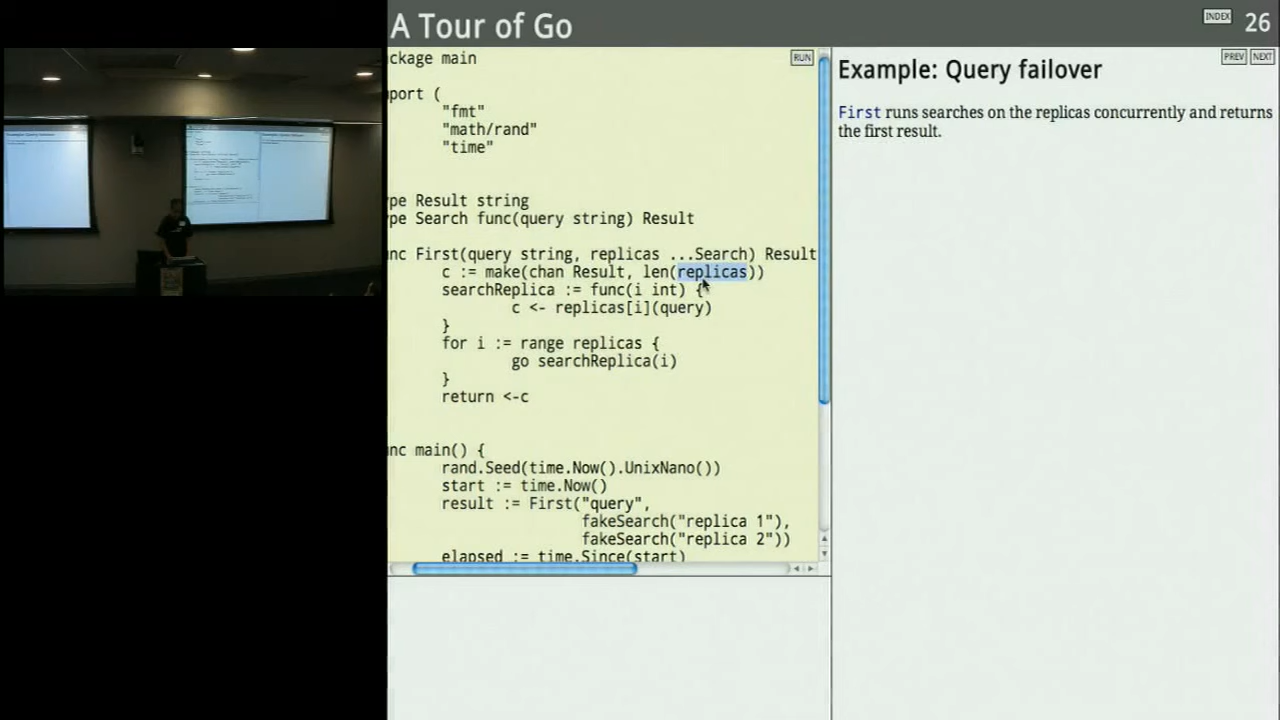 A Tour of Go
INDEX
26
ckage main
RUN
port (
"fmt"
"math/rand"
"time"
pe Result string
pe Search func(query string) Result
nc First(query string, replicas ...Search) Result
c := make(chan Result, len(replicas))
searchReplica := func(i int) {
c <- replicas[i](query)
}
for i := range replicas {
go searchReplica(i)
}
return <-c
nc main() {
rand.Seed(time.Now().UnixNano())
start := time.Now()
result := First("query",
fakeSearch("replica 1"),
fakeSearch("replica 2"))
elapsed := time.Since(start)
PREV NEXT
Example: Query failover
First runs searches on the replicas concurrently and returns
the first result.